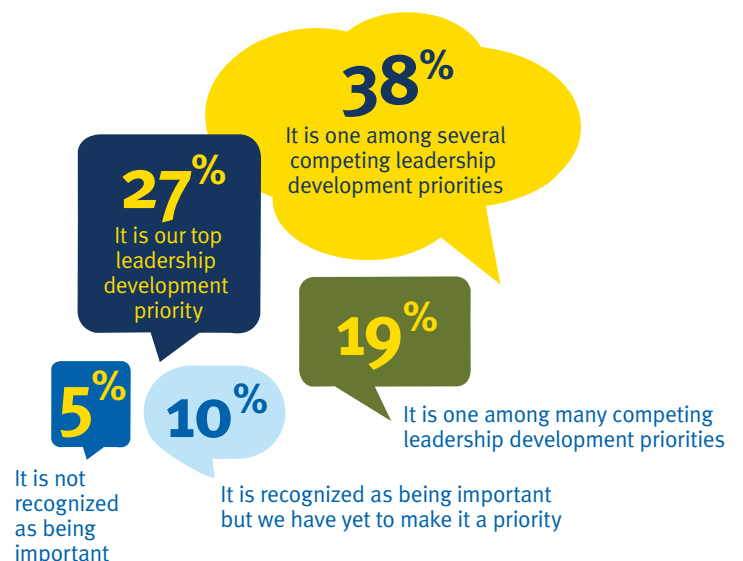 38%
It is one among several
competing leadership
development priorities
27%
It is our top
leadership
development
priority
19%
It is one among many competing
leadership development priorities
5%
It is not
recognized
as being
important
10%
It is recognized as being important
but we have yet to make it a priority